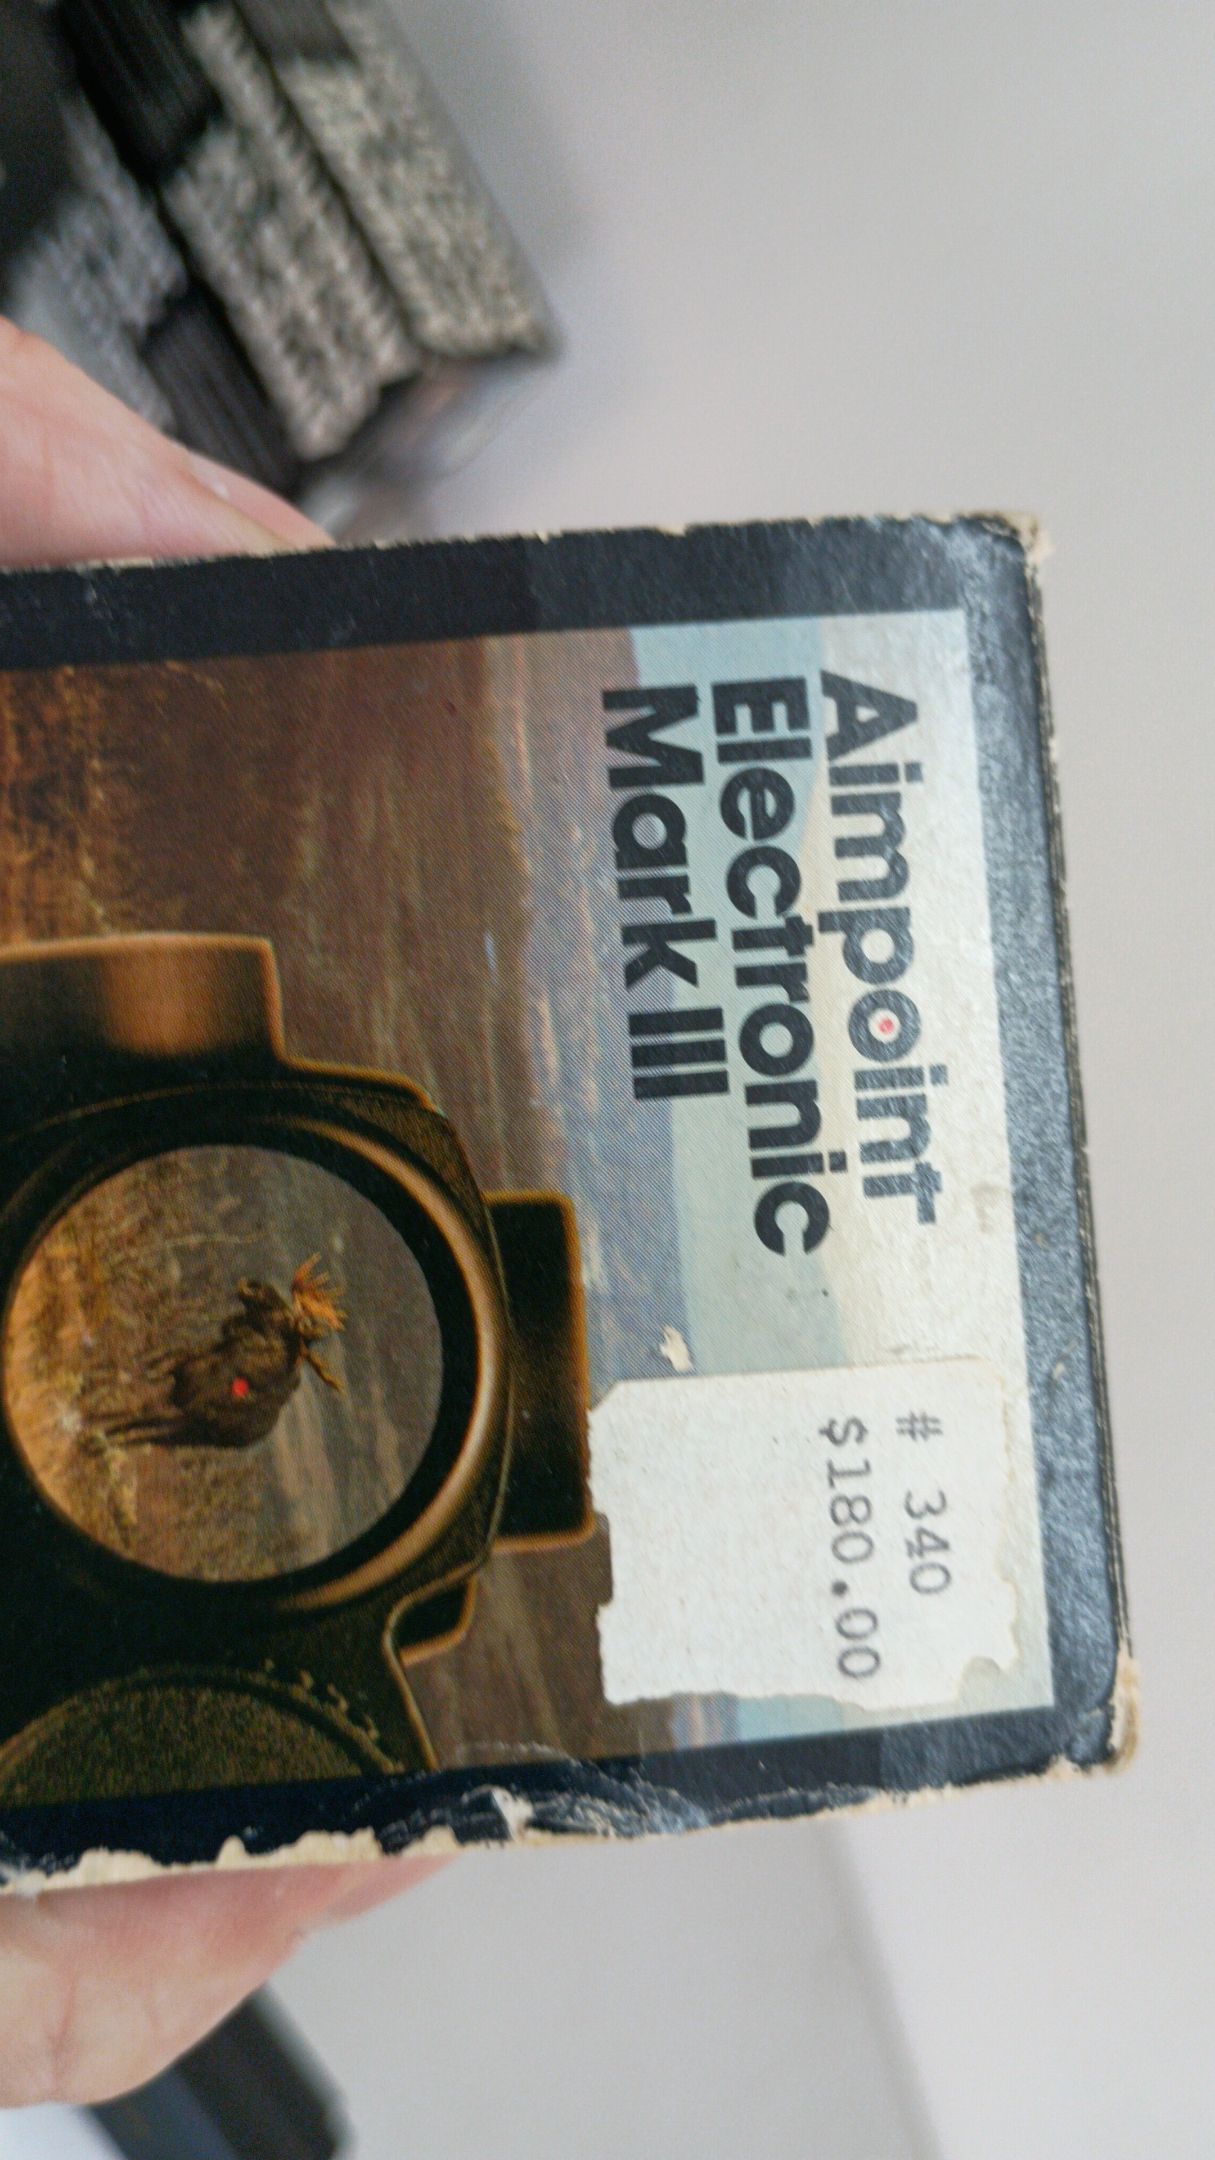 Aimpoint
Electronic
Mark III
# 340
$180.00